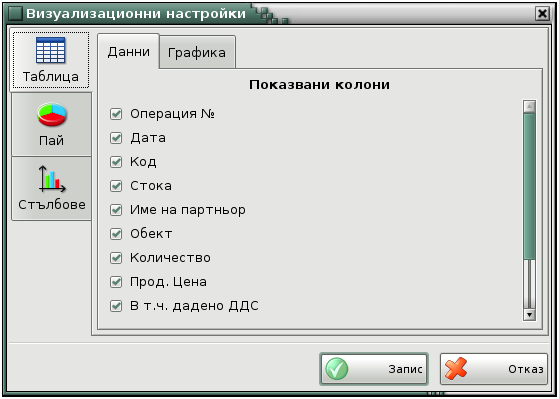 Визуализационни настройки
Таблица
Пай
Стълбове
Данни
Графика
Показвани колони
Операция №
Дата
Код
Стока
Име на партньор
Обект
Количество
Прод. Цена
В т.ч. дадено ДДС
Запис
Отказ